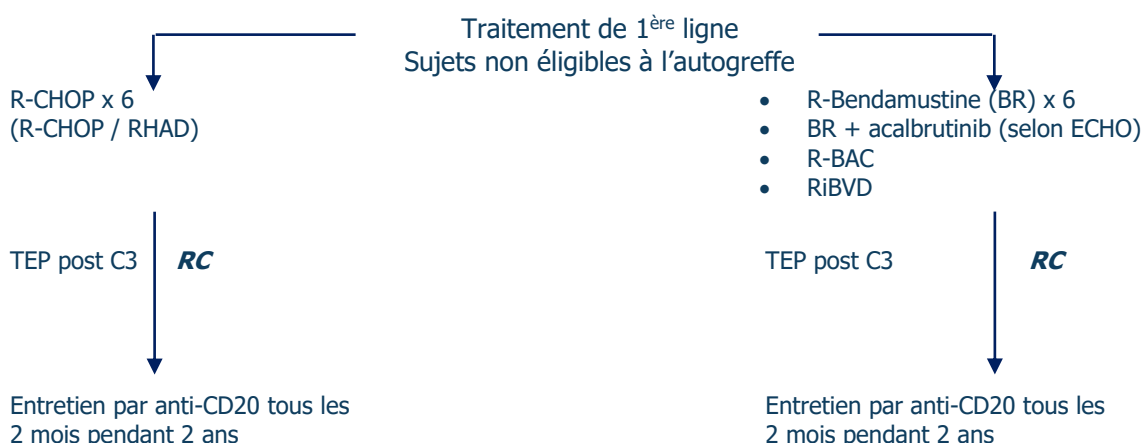 Traitement de 1ère ligne
Sujets non éligibles à l'autogreffe
R-CHOP x 6
(R-CHOP / RHAD)
• R-Bendamustine (BR) x 6
• BR + acalbrutinib (selon ECHO)
• R-BAC
• RiBVD
TEP post C3 RC
TEP post C3 RC
Entretien par anti-CD20 tous les
2 mois pendant 2 ans
Entretien par anti-CD20 tous les
2 mois pendant 2 ans